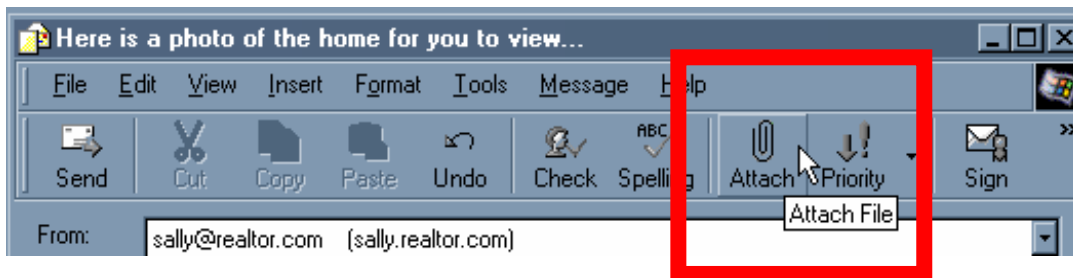 Here is a photo of the home for you to view...
File Edit View Insert Format Tools Message Help
ABC
Send Cut Copy Paste Undo Check Spelling Attach Priority Sign
Attach File
From: sally@realtor.com (sally.realtor.com)